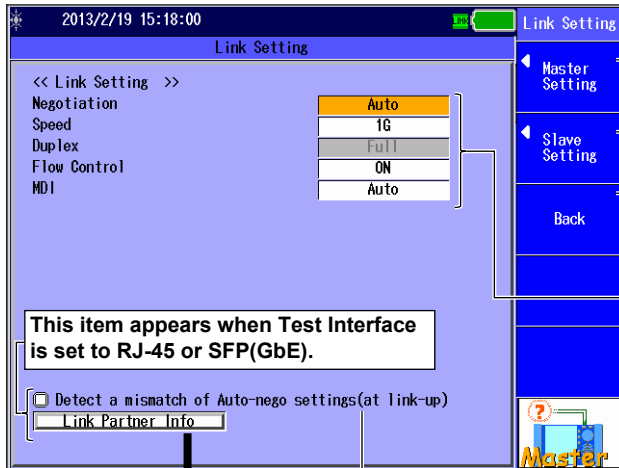 2013/2/19 15:18:00
LINK
Link Setting
Link Setting
<< Link Setting >>
Negotiation Auto
Speed 1G
Duplex Full
Flow Control ON
MDI Auto
Master
Setting
Slave
Setting
Back
This item appears when Test Interface
is set to RJ-45 or SFP(GbE).
Detect a mismatch of Auto-nego settings(at link-up)
Link Partner Info
?
Master